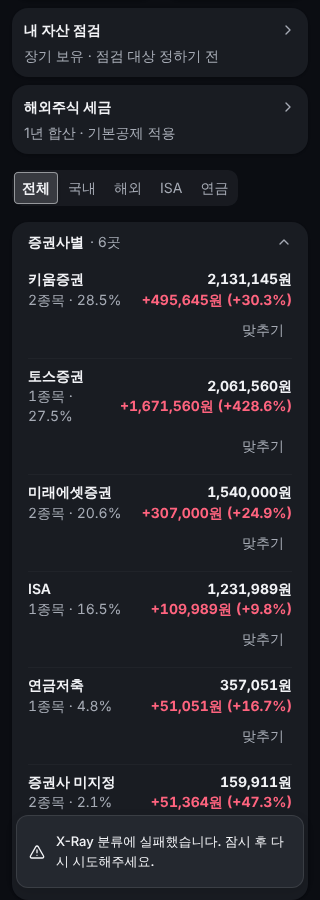 내 자산 점검
장기 보유 · 점검 대상 정하기 전
해외주식 세금
1년 합산 · 기본공제 적용
전체 국내 해외 ISA 연금
증권사별 · 6곳
키움증권 2,131,145원
2종목 · 28.5% +495,645원 (+30.3%)
맞추기
토스증권 2,061,560원
1종목 · +1,671,560원 (+428.6%)
27.5%
맞추기
미래에셋증권 1,540,000원
2종목 · 20.6% +307,000원 (+24.9%)
맞추기
ISA 1,231,989원
1종목 · 16.5% +109,989원 (+9.8%)
맞추기
연금저축 357,051원
1종목 · 4.8% +51,051원 (+16.7%)
맞추기
증권사 미지정 159,911원
2종목 · 2.1% +51,364원 (+47.3%)
X-Ray 분류에 실패했습니다. 잠시 후 다
시 시도해주세요.